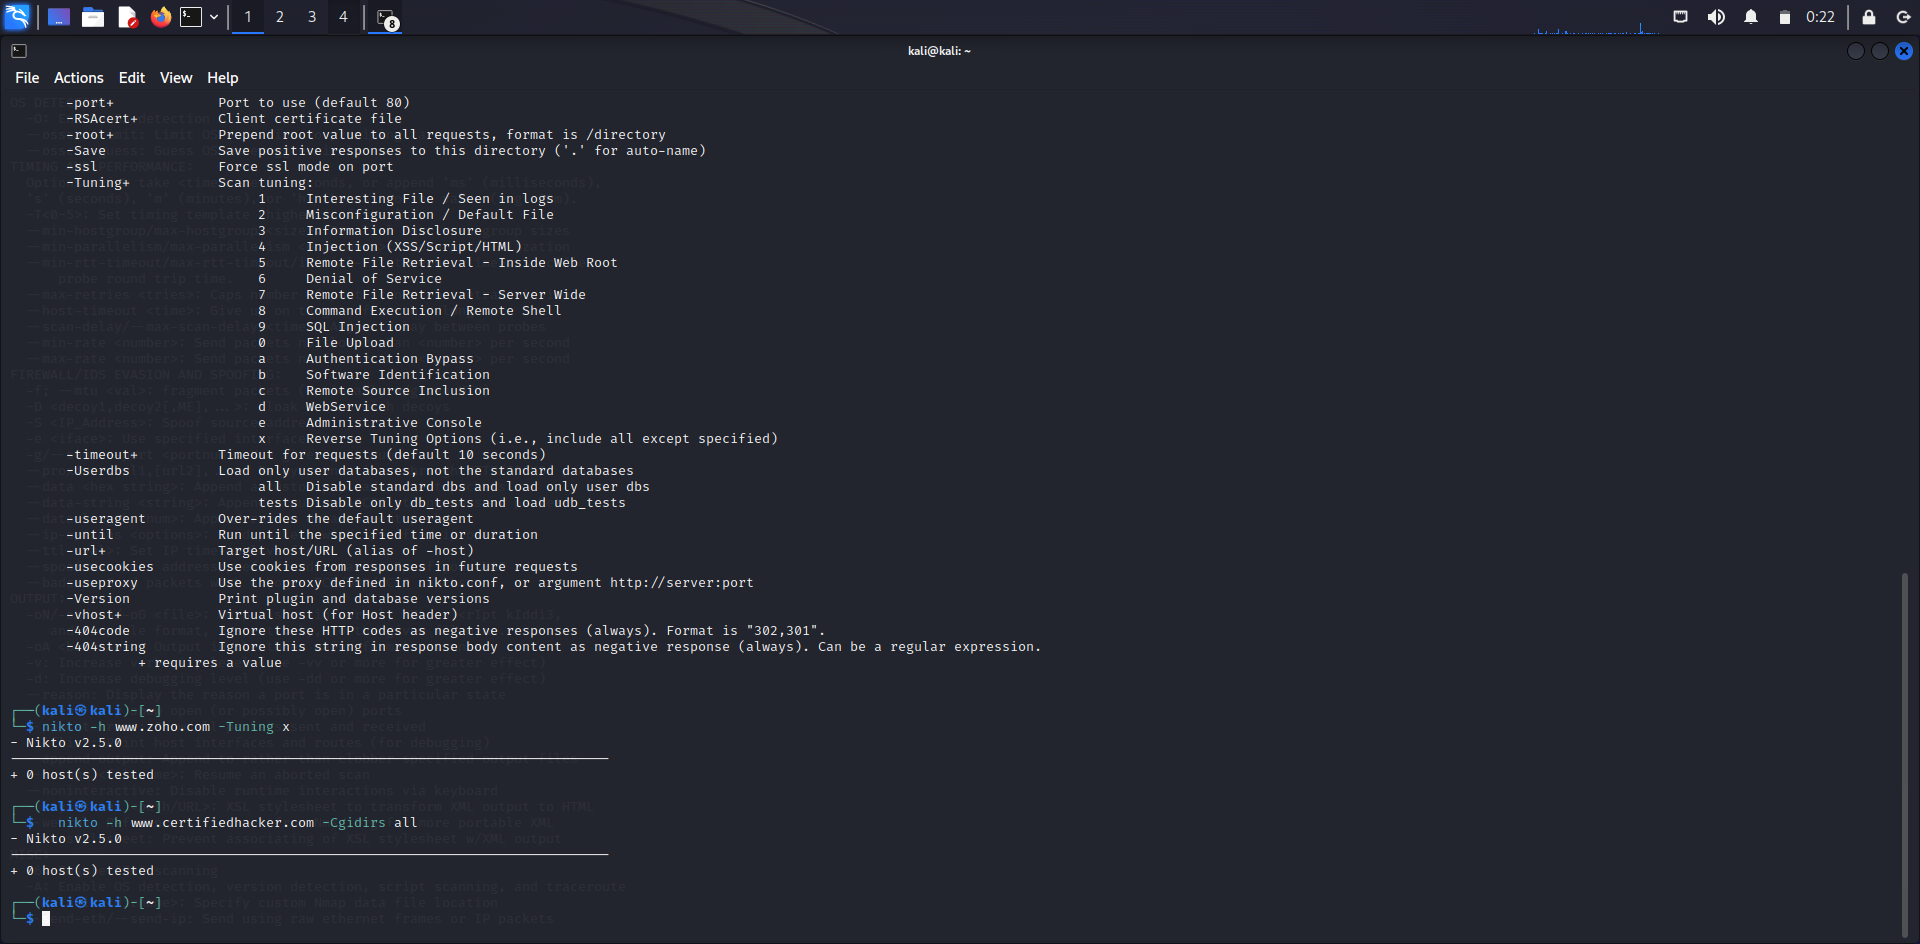 1 2 3 4 8 0:22
kali@kali: ~
File Actions Edit View Help
-port+ Port to use (default 80)
-RSAcert+ Client certificate file
-root+ Prepend root value to all requests, format is /directory
-Save Save positive responses to this directory ('.' for auto-name)
-ssl Force ssl mode on port
-Tuning+ Scan tuning:
1 Interesting File / Seen in logs
2 Misconfiguration / Default File
3 Information Disclosure
4 Injection (XSS/Script/HTML)
5 Remote File Retrieval - Inside Web Root
6 Denial of Service
7 Remote File Retrieval - Server Wide
8 Command Execution / Remote Shell
9 SQL Injection
0 File Upload
a Authentication Bypass
b Software Identification
c Remote Source Inclusion
d WebService
e Administrative Console
x Reverse Tuning Options (i.e., include all except specified)
-timeout+ Timeout for requests (default 10 seconds)
-Userdbs Load only user databases, not the standard databases
all Disable standard dbs and load only user dbs
tests Disable only db_tests and load udb_tests
-useragent Over-rides the default useragent
-until Run until the specified time or duration
-url+ Target host/URL (alias of -host)
-usecookies Use cookies from responses in future requests
-useproxy Use the proxy defined in nikto.conf, or argument http://server:port
-Version Print plugin and database versions
-vhost+ Virtual host (for Host header)
-404code Ignore these HTTP codes as negative responses (always). Format is "302,301".
-404string Ignore this string in response body content as negative response (always). Can be a regular expression.
+ requires a value
┌──(kali㉿kali)-[~]
└─$ nikto -h www.zoho.com -Tuning x
- Nikto v2.5.0
+ 0 host(s) tested
┌──(kali㉿kali)-[~]
└─$ nikto -h www.certifiedhacker.com -Cgidirs all
- Nikto v2.5.0
+ 0 host(s) tested
┌──(kali㉿kali)-[~]
└─$